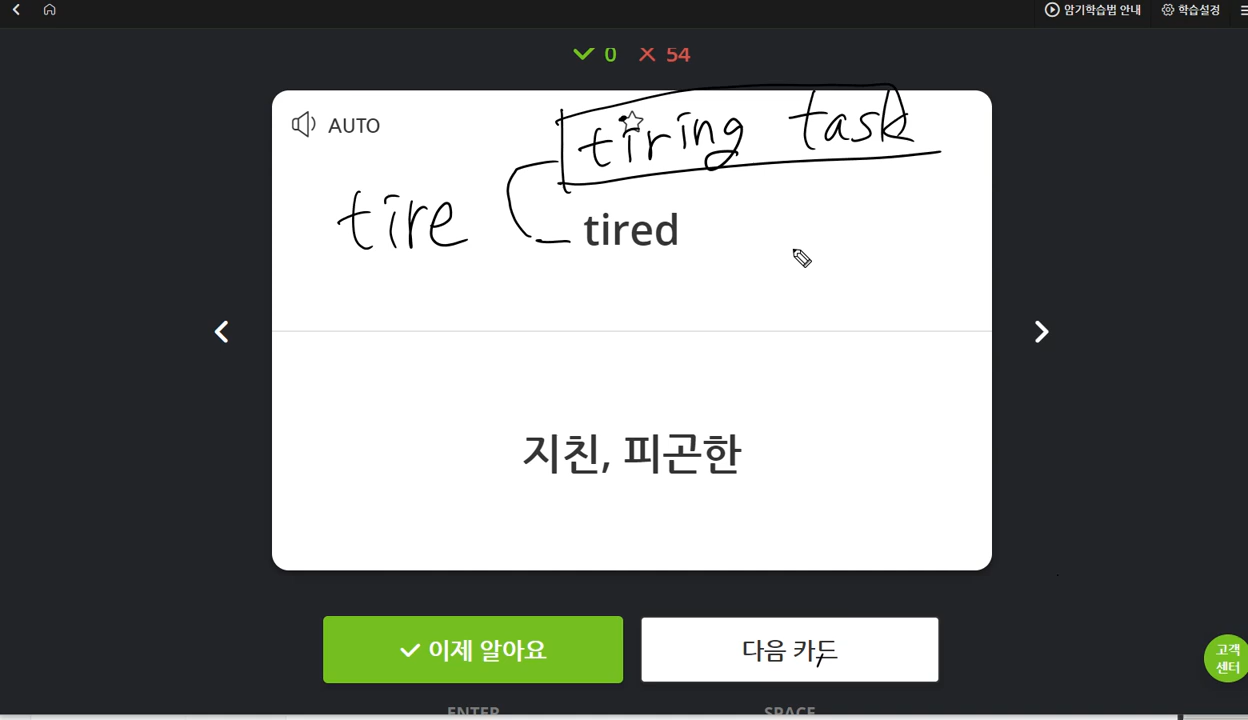 암기학습법 안내 학습설정
0 54
AUTO
tiring task
tire
tired
지친, 피곤한
이제 알아요
다음 카드
고객
센터
ENTER SPACE